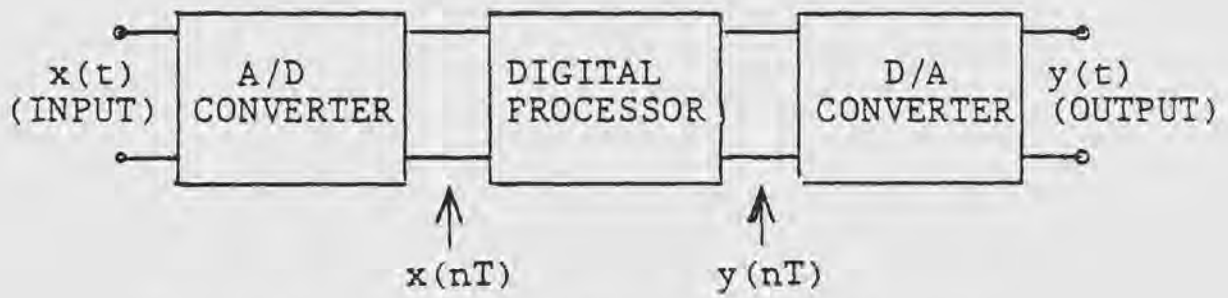 x(t)
(INPUT)
A/D
CONVERTER
DIGITAL
PROCESSOR
D/A
CONVERTER
y(t)
(OUTPUT)
x(nT)
y(nT)